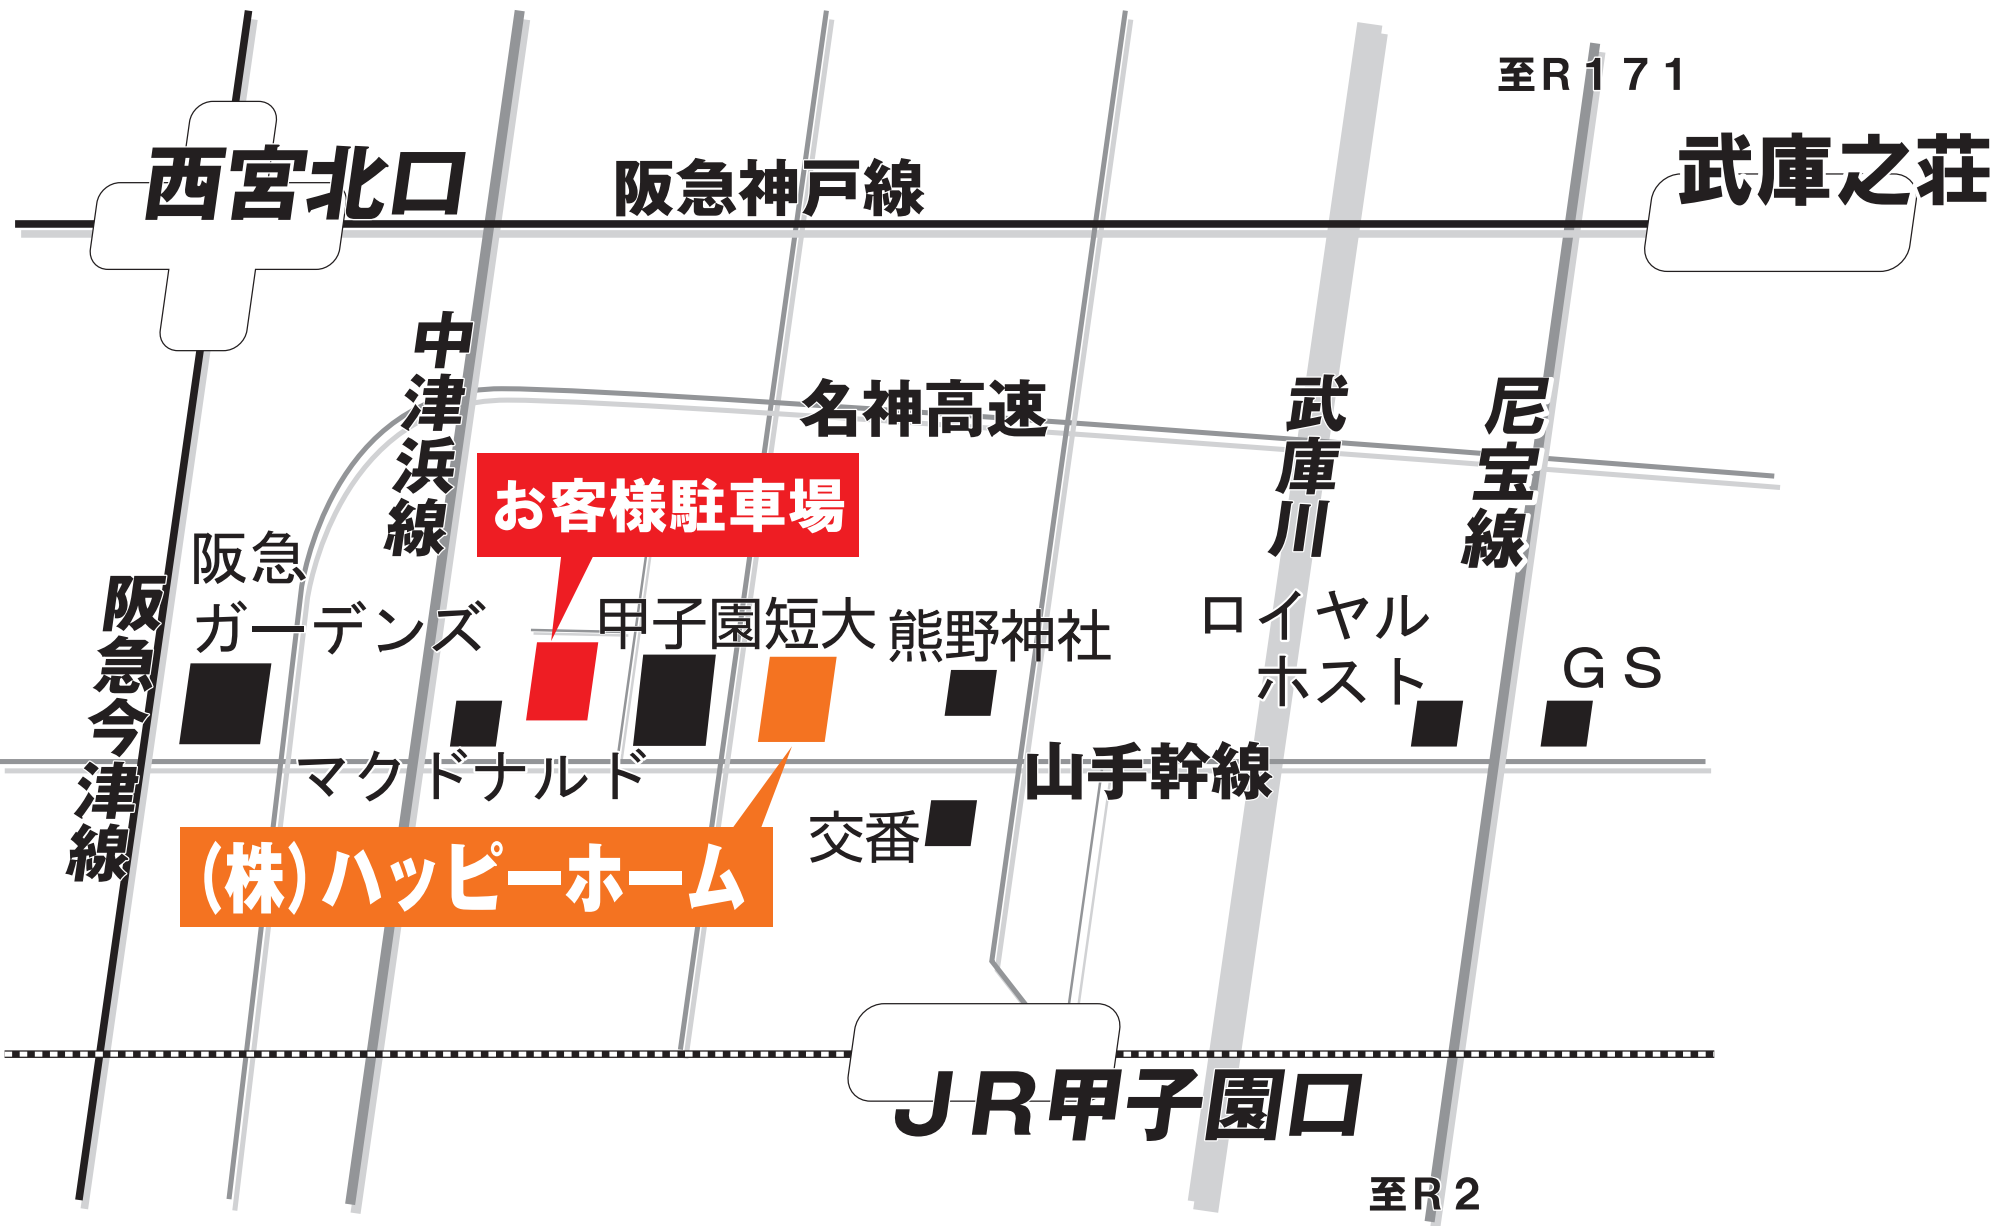 至R171
西宮北口
阪急神戸線
武庫之荘
中津浜線
名神高速
武庫川
尼宝線
お客様駐車場
阪急
ガーデンズ
阪急今津線
甲子園短大
熊野神社
ロイヤル
ホスト
GS
マクドナルド
山手幹線
交番
(株)ハッピーホーム
JR甲子園口
至R2